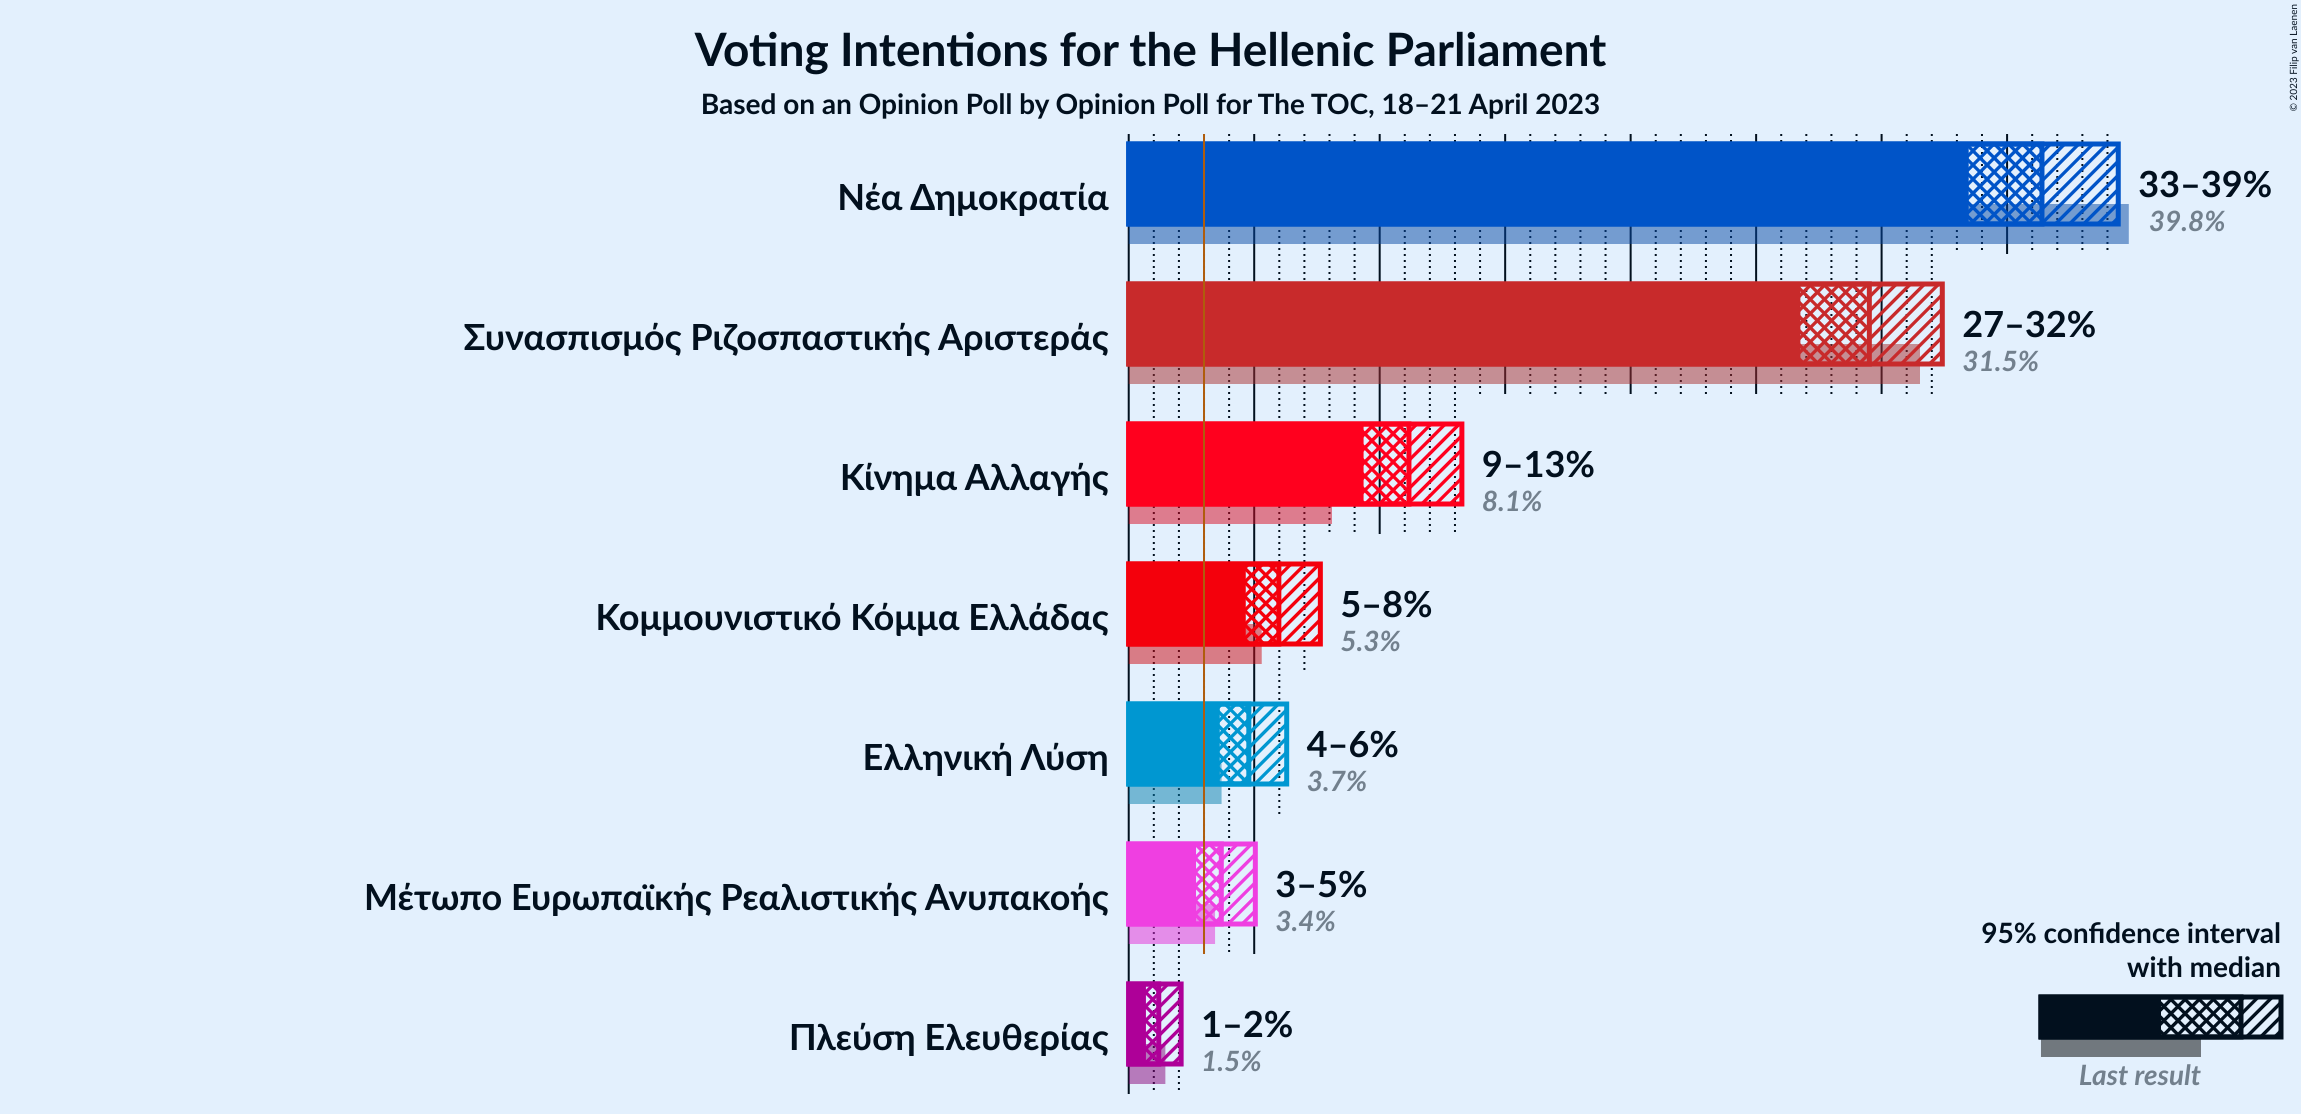 © 2023 Filip van Laenen
Voting Intentions for the Hellenic Parliament
Based on an Opinion Poll by Opinion Poll for The TOC, 18–21 April 2023
Νέα Δημοκρατία
33–39%
39.8%
Συνασπισμός Ριζοσπαστικής Αριστεράς
27–32%
31.5%
Κίνημα Αλλαγής
9–13%
8.1%
Κομμουνιστικό Κόμμα Ελλάδας
5–8%
5.3%
Ελληνική Λύση
4–6%
3.7%
Μέτωπο Ευρωπαϊκής Ρεαλιστικής Ανυπακοής
3–5%
3.4%
Πλεύση Ελευθερίας
1–2%
1.5%
95% confidence interval
with median
Last result